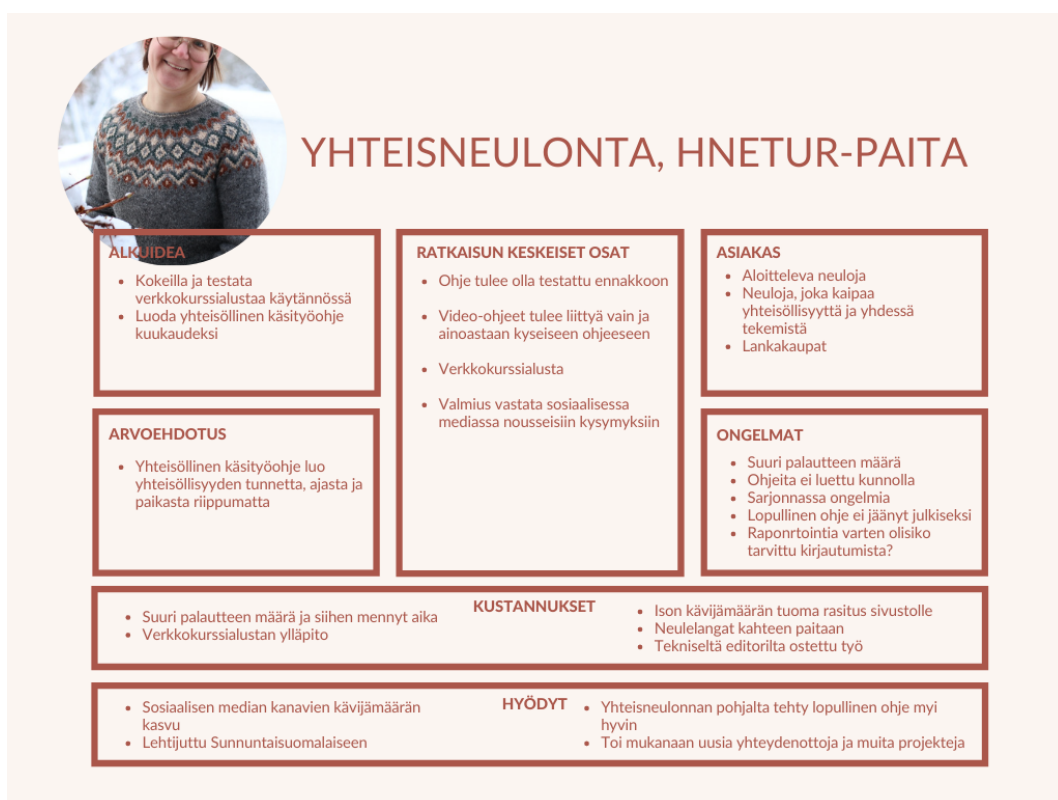 YHTEISNEULONTA, HNETUR-PAITA
ALKUIDEA
Kokeilla ja testata
verkkokurssialustaa käytännössä
Luoda yhteisöllinen käsityöohje
kuukaudeksi
RATKAISUN KESKEISET OSAT
Ohje tulee olla testattu ennakkoon
Video-ohjeet tulee liittyä vain ja
ainoastaan kyseiseen ohjeeseen
Verkkokurssialusta
Valmius vastata sosiaalisessa
mediassa nousseisiin kysymyksiin
ASIAKAS
Aloitteleva neuloja
Neuloja, joka kaipaa
yhteisöllisyyttä ja yhdessä
tekemistä
Lankakaupat
ARVOEHDOTUS
Yhteisöllinen käsityöohje luo
yhteisöllisyyden tunnetta, ajasta ja
paikasta riippumatta
ONGELMAT
Suuri palautteen määrä
Ohjeita ei luettu kunnolla
Sarjonnassa ongelmia
Lopullinen ohje ei jäänyt julkiseksi
Raponrtointia varten olisiko
tarvittu kirjautumista?
KUSTANNUKSET
Suuri palautteen määrä ja siihen mennyt aika
Verkkokurssialustan ylläpito
Ison kävijämäärän tuoma rasitus sivustolle
Neulelangat kahteen paitaan
Tekniseltä editorilta ostettu työ
HYÖDYT
Sosiaalisen median kanavien kävijämäärän
kasvu
Lehtijuttu Sunnuntaisuomalaiseen
Yhteisneulonnan pohjalta tehty lopullinen ohje myi
hyvin
Toi mukanaan uusia yhteydenottoja ja muita projekteja